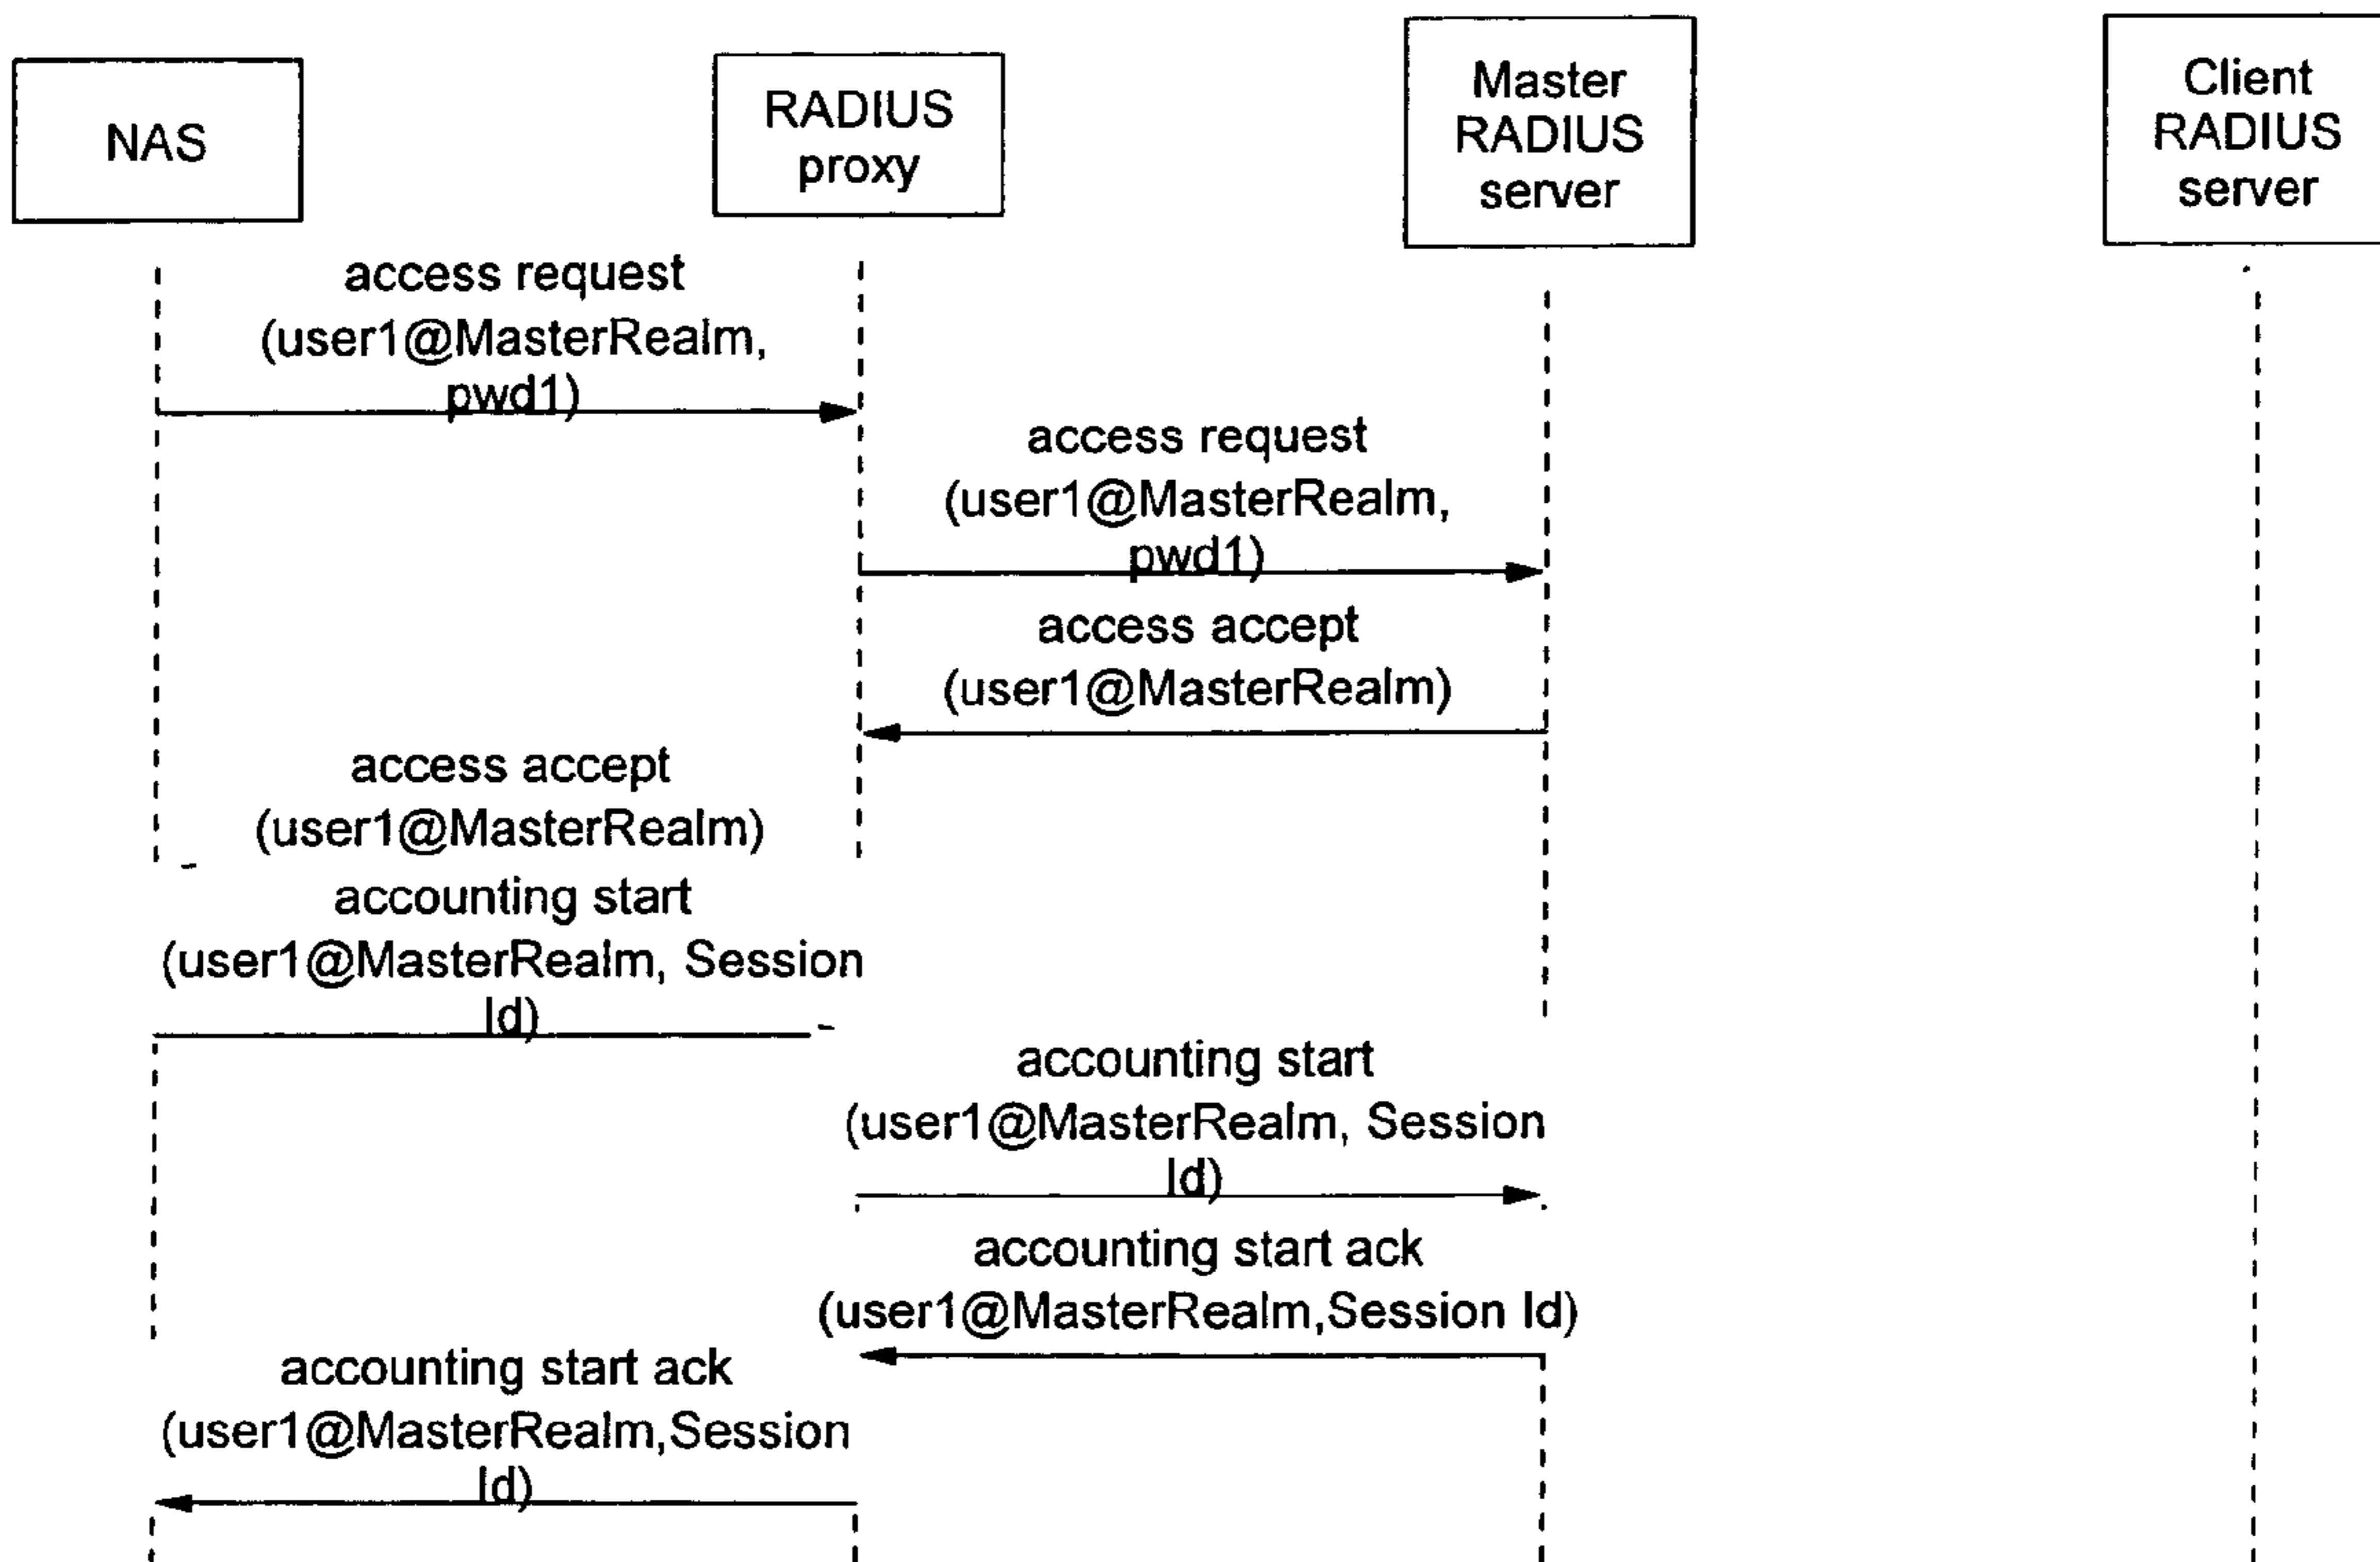 NAS
RADIUS
proxy
Master
RADIUS
server
Client
RADIUS
server
access request
(user1@MasterRealm,
pwd1)
access request
(user1@MasterRealm,
pwd1)
access accept
(user1@MasterRealm)
access accept
(user1@MasterRealm)
accounting start
(user1@MasterRealm, Session
Id)
accounting start
(user1@MasterRealm, Session
Id)
accounting start ack
(user1@MasterRealm,Session Id)
accounting start ack
(user1@MasterRealm,Session
Id)